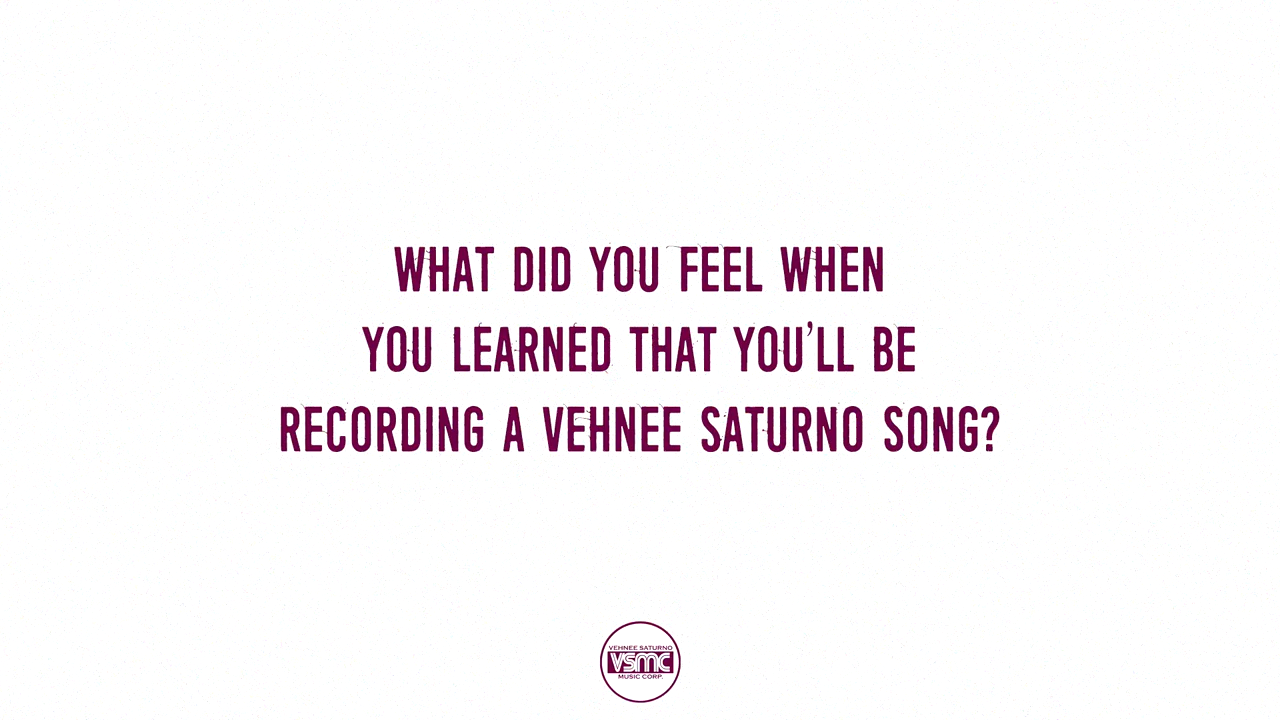 WHAT DID YOU FEEL WHEN
YOU LEARNED THAT YOU'LL BE
RECORDING A VEHNEE SATURNO SONG?
VEHNEE SATURNO
VSMC
MUSIC CORP.